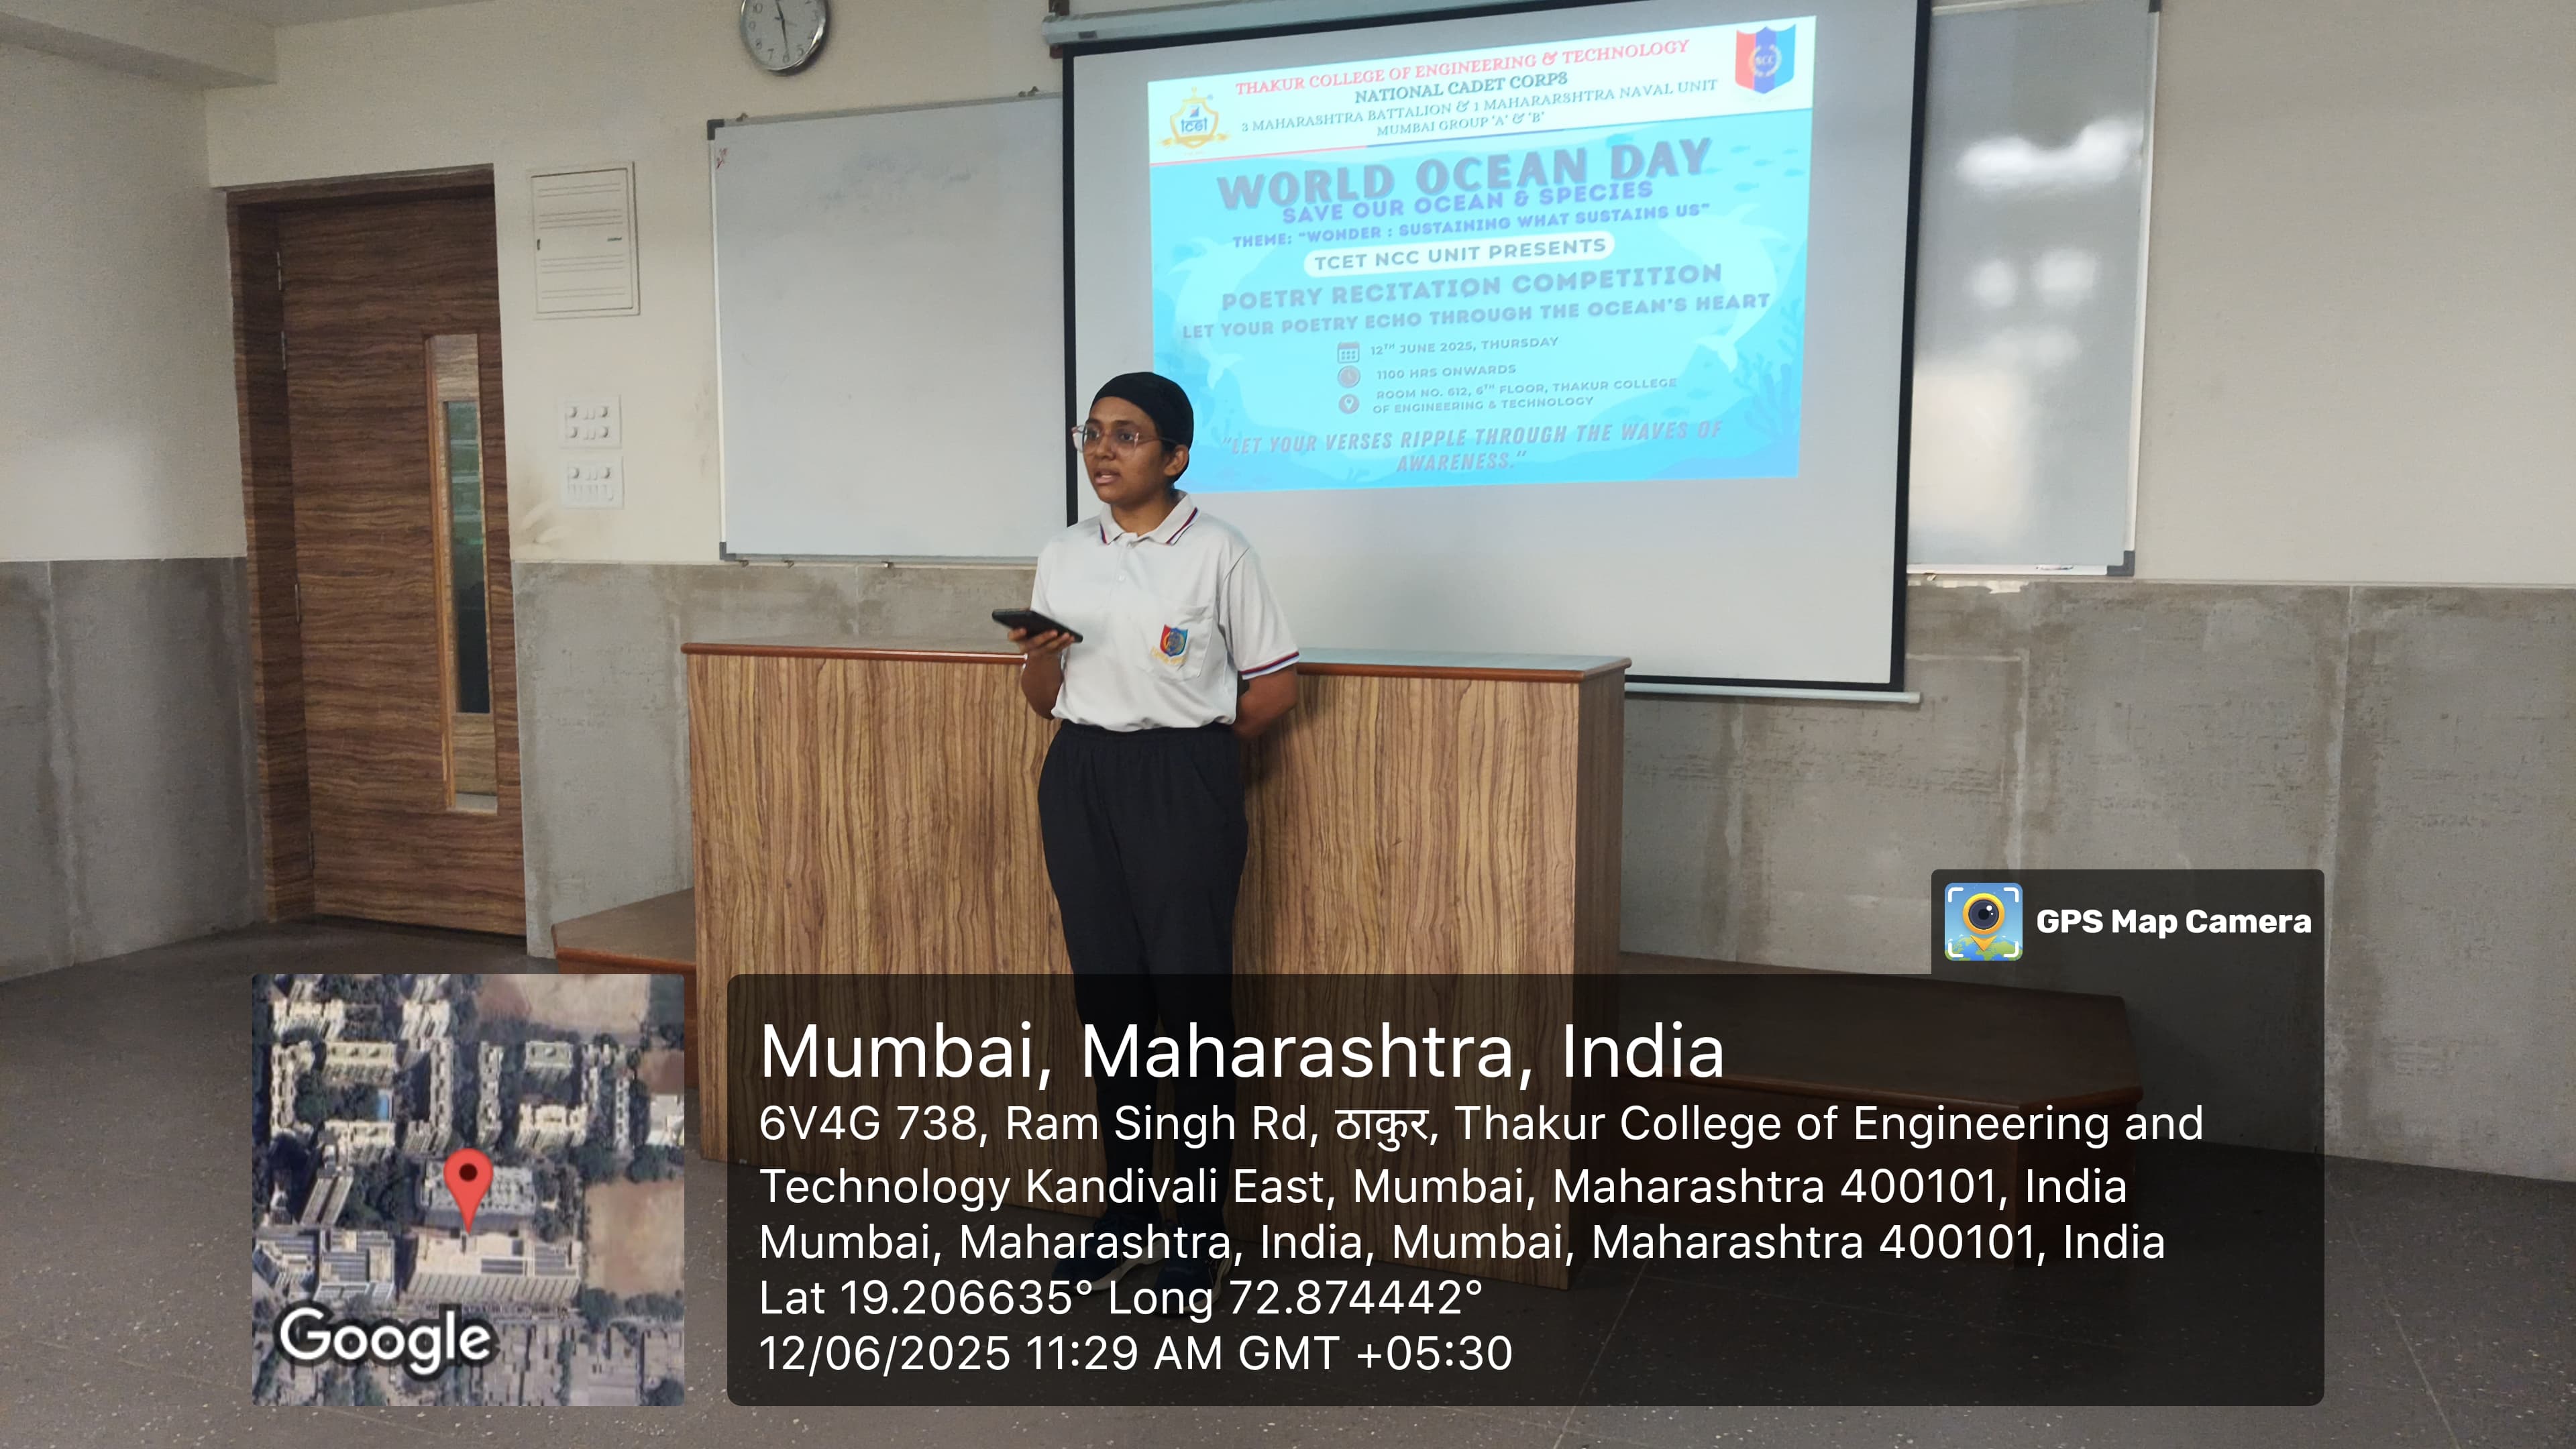 THAKUR COLLEGE OF ENGINEERING & TECHNOLOGY
NATIONAL CADET CORPS
3 MAHARASHTRA BATTALION & 1 MAHARARSHTRA NAVAL UNIT
MUMBAI GROUP 'A' & 'B'
tcet
NCC
WORLD OCEAN DAY
SAVE OUR OCEAN & SPECIES
THEME: "WONDER : SUSTAINING WHAT SUSTAINS US"
TCET NCC UNIT PRESENTS
POETRY RECITATION COMPETITION
LET YOUR POETRY ECHO THROUGH THE OCEAN'S HEART
12TH JUNE 2025, THURSDAY
1100 HRS ONWARDS
ROOM NO. 612, 6TH FLOOR, THAKUR COLLEGE
OF ENGINEERING & TECHNOLOGY
"LET YOUR VERSES RIPPLE THROUGH THE WAVES OF
AWARENESS."
GPS Map Camera
Mumbai, Maharashtra, India
6V4G 738, Ram Singh Rd, ठाकुर, Thakur College of Engineering and
Technology Kandivali East, Mumbai, Maharashtra 400101, India
Mumbai, Maharashtra, India, Mumbai, Maharashtra 400101, India
Lat 19.206635° Long 72.874442°
12/06/2025 11:29 AM GMT +05:30
Google